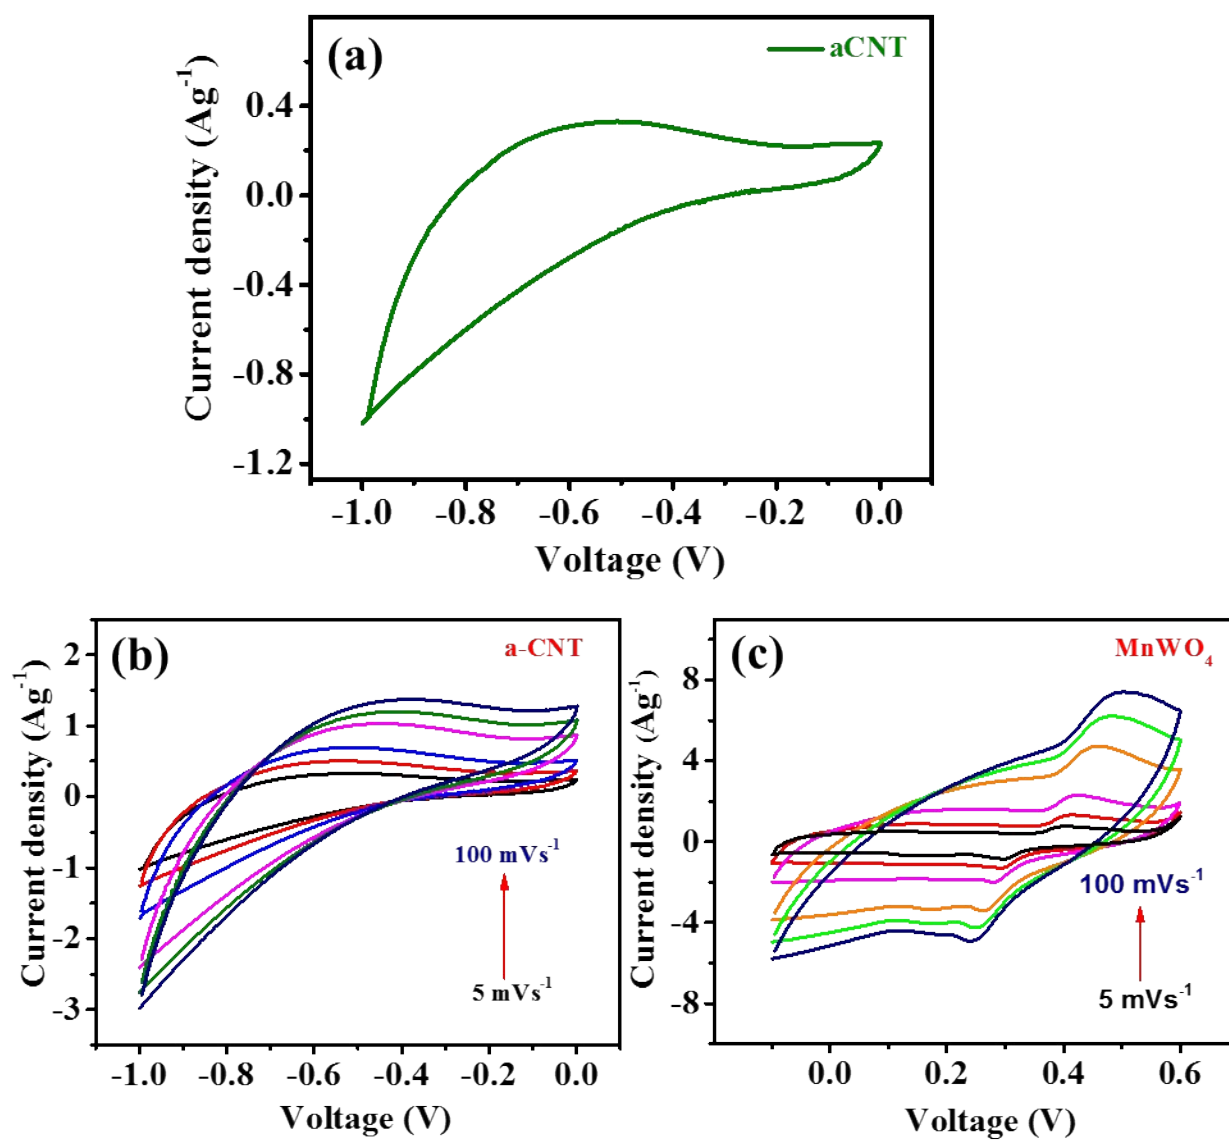 (a)
aCNT
Current density (Ag⁻¹)
0.4
0.0
-0.4
-0.8
-1.2
-1.0 -0.8 -0.6 -0.4 -0.2 0.0
Voltage (V)
(b)
a-CNT
Current density (Ag⁻¹)
2
1
0
-1
-2
-3
100 mVs⁻¹
5 mVs⁻¹
-1.0 -0.8 -0.6 -0.4 -0.2 0.0
Voltage (V)
(c)
MnWO₄
Current density (Ag⁻¹)
8
4
0
-4
-8
100 mVs⁻¹
5 mVs⁻¹
0.0 0.2 0.4 0.6
Voltage (V)